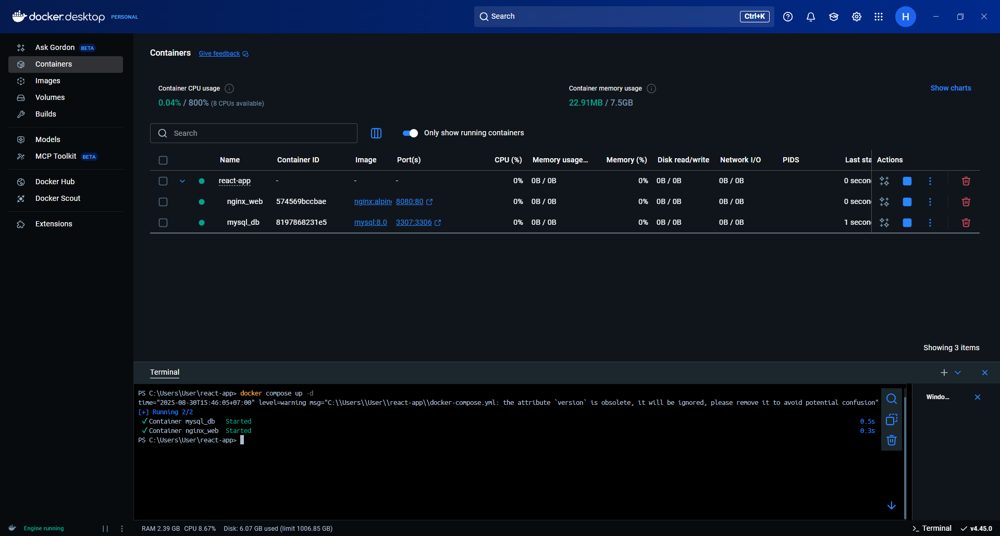 docker.desktop PERSONAL
Search Ctrl+K
H
Ask Gordon BETA
Containers
Images
Volumes
Builds
Models
MCP Toolkit BETA
Docker Hub
Docker Scout
Extensions
Containers Give feedback
Container CPU usage
0.04% / 800% (8 CPUs available)
Container memory usage
22.91MB / 7.5GB
Show charts
Search
Only show running containers
Name Container ID Image Port(s) CPU (%) Memory usage... Memory (%) Disk read/write Network I/O PIDS Last sta Actions
react-app - - - 0% 0B / 0B 0% 0B / 0B 0B / 0B 0 secon
nginx_web 574569bccbae nginx:alpine 8080:80 0% 0B / 0B 0% 0B / 0B 0B / 0B 0 secon
mysql_db 8197868231e5 mysql:8.0 3307:3306 0% 0B / 0B 0% 0B / 0B 0B / 0B 1 secon
Showing 3 items
Terminal
PS C:\Users\User\react-app> docker compose up -d
time="2025-08-30T15:46:05+07:00" level=warning msg="C:\\Users\\User\\react-app\\docker-compose.yml: the attribute `version` is obsolete, it will be ignored, please remove it to avoid potential confusion"
[+] Running 2/2
✓Container mysql_db Started 0.5s
✓Container nginx_web Started 0.3s
PS C:\Users\User\react-app>
Windo...
Engine running
RAM 2.39 GB CPU 8.67% Disk: 6.07 GB used (limit 1006.85 GB)
Terminal v4.45.0